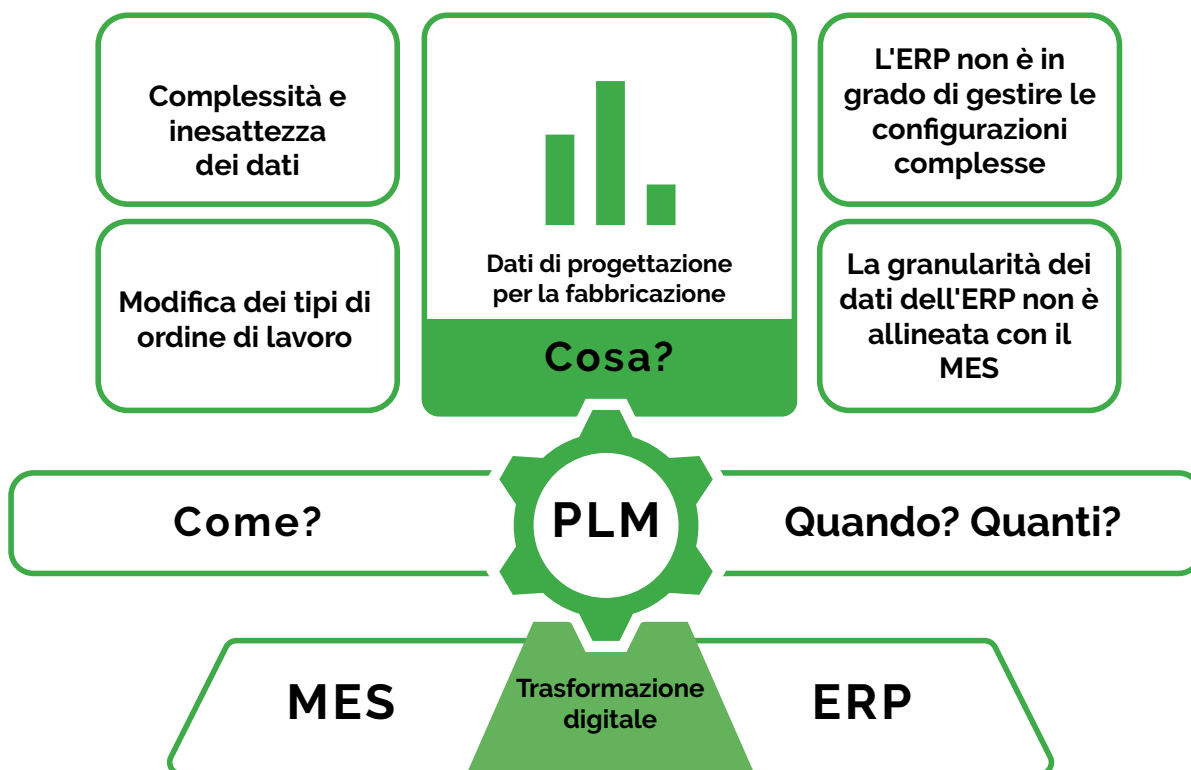 Complessità e
inesattezza
dei dati
Modifica dei tipi di
ordine di lavoro
Dati di progettazione
per la fabbricazione
Cosa?
L'ERP non è in
grado di gestire le
configurazioni
complesse
La granularità dei
dati dell'ERP non è
allineata con il
MES
Come?
PLM
Quando? Quanti?
MES
Trasformazione
digitale
ERP